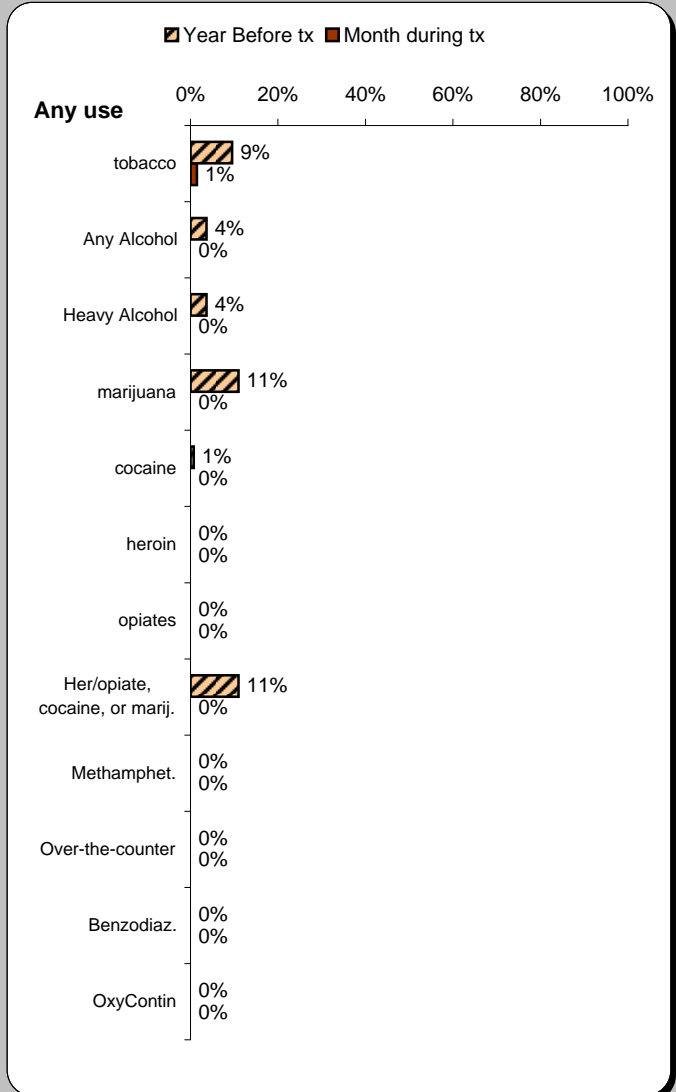 Year Before tx Month during tx
Any use
0% 20% 40% 60% 80% 100%
tobacco
9%
1%
Any Alcohol
4%
0%
Heavy Alcohol
4%
0%
marijuana
11%
0%
cocaine
1%
0%
heroin
0%
0%
opiates
0%
0%
Her/opiate,
cocaine, or marij.
11%
0%
Methamphet.
0%
0%
Over-the-counter
0%
0%
Benzodiaz.
0%
0%
OxyContin
0%
0%